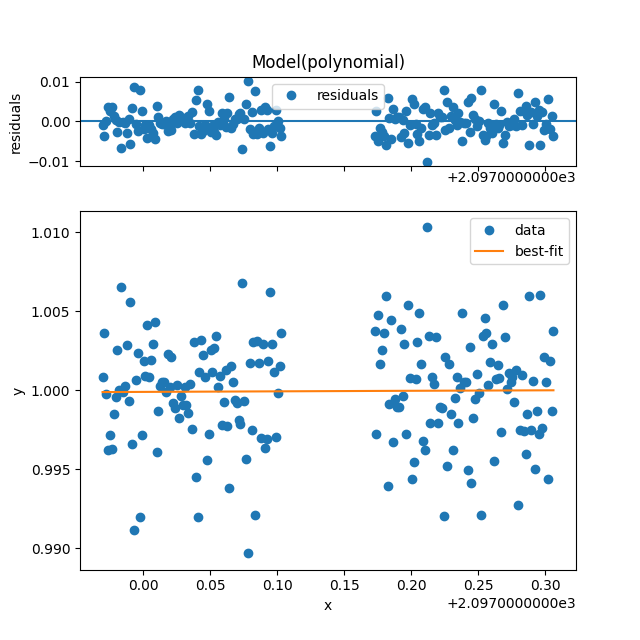 Model(polynomial)
0.01
0.00
−0.01
residuals
residuals
+2.0970000000e3
1.010
1.005
1.000
0.995
0.990
y
data
best-fit
0.00 0.05 0.10 0.15 0.20 0.25 0.30
x
+2.0970000000e3